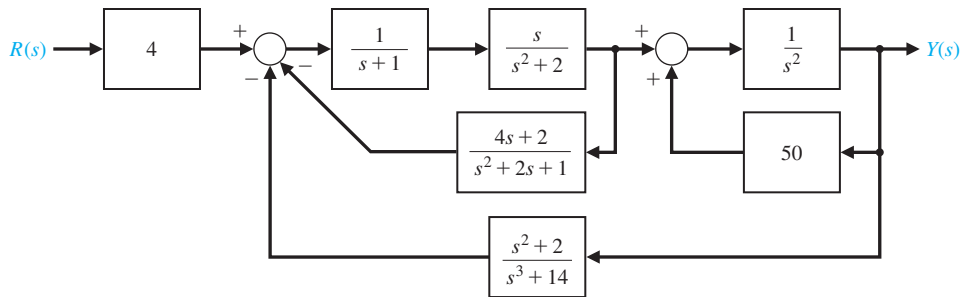 R(s)
4
+
−
−
1
s + 1
s
s² + 2
+
+
1
s²
Y(s)
4s + 2
s² + 2s + 1
50
s² + 2
s³ + 14